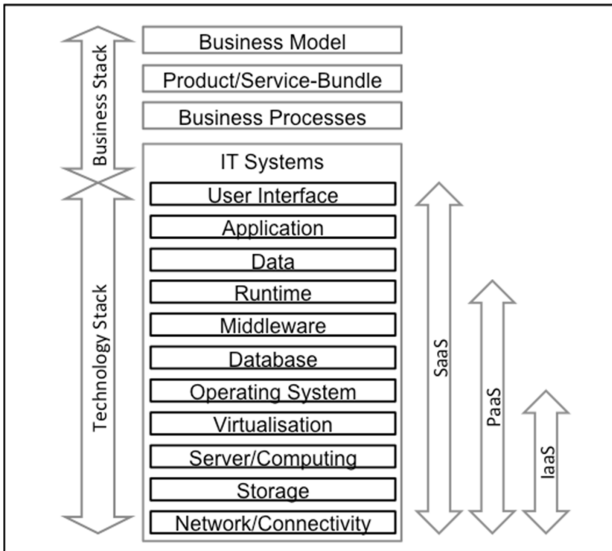 Business Stack
Business Model
Product/Service-Bundle
Business Processes
IT Systems
Technology Stack
User Interface
Application
Data
Runtime
Middleware
Database
Operating System
Virtualisation
Server/Computing
Storage
Network/Connectivity
SaaS
PaaS
IaaS